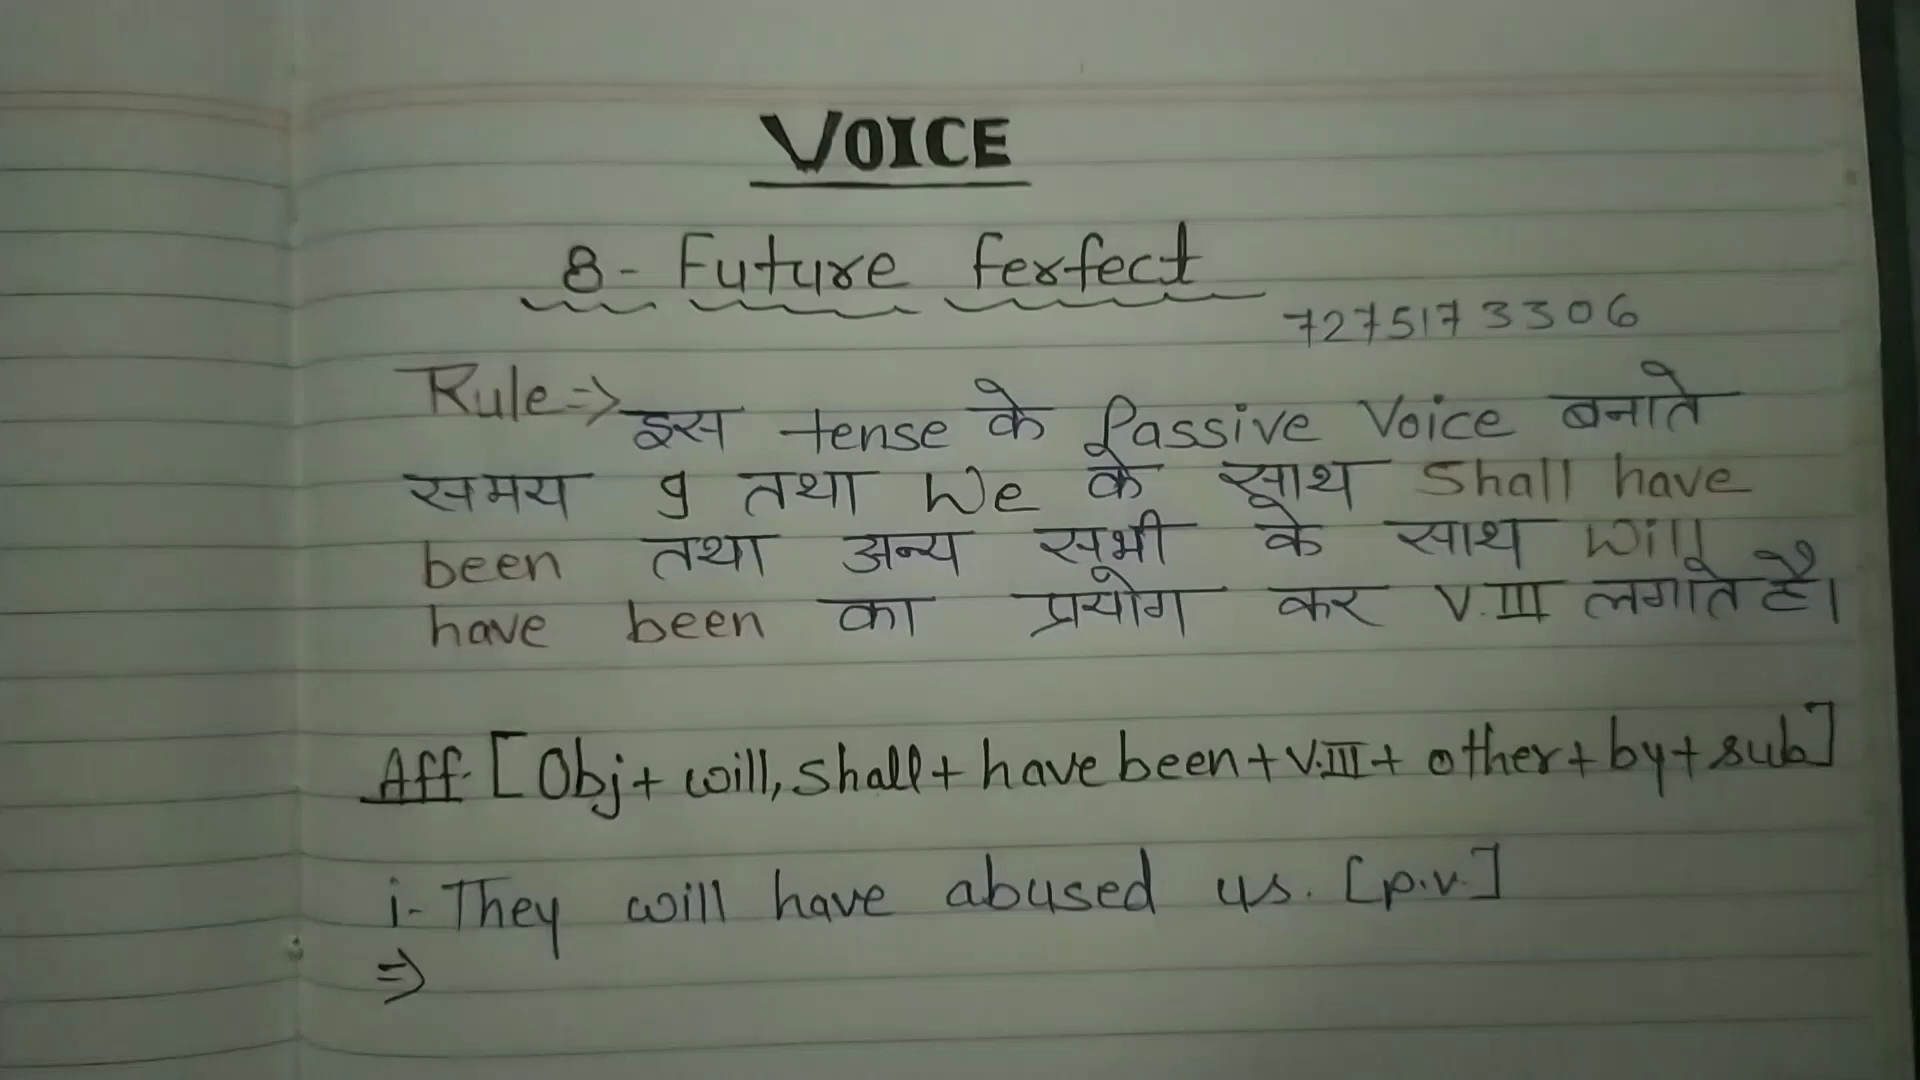 VOICE
8- Future Perfect
7275173306
Rule=> इस tense के Passive Voice बनाते
समय I तथा We के साथ Shall have
been तथा अन्य सभी के साथ Will
have been का प्रयोग कर V.III लगाते है।
Aff. [Obj+ will, shall+ have been+V.III+ other+by+sub]
i- They will have abused us. [p.v.]
=>